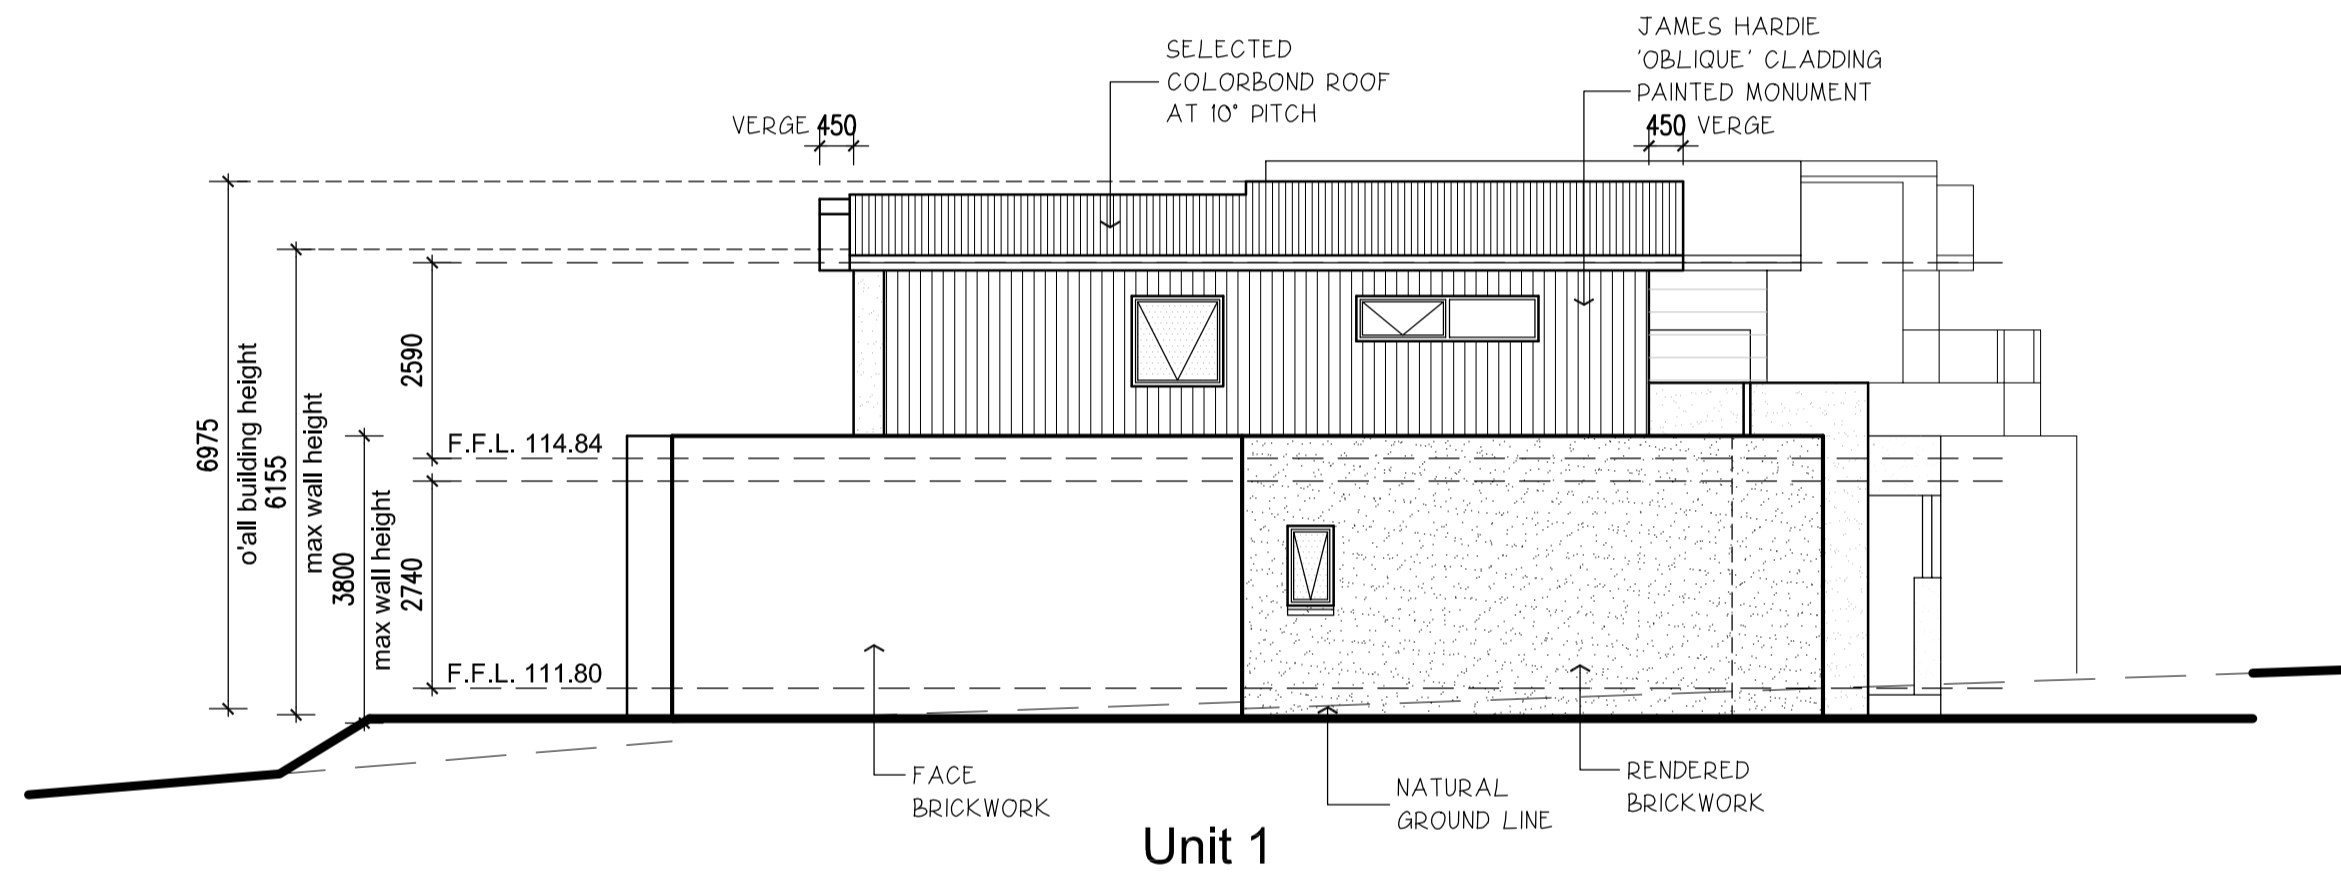 JAMES HARDIE
'OBLIQUE' CLADDING
PAINTED MONUMENT
SELECTED
COLORBOND ROOF
AT 10° PITCH
VERGE 450
450 VERGE
6975
o'all building height
6155
max wall height
3800
max wall height
2590
2740
F.F.L. 114.84
F.F.L. 111.80
FACE
BRICKWORK
NATURAL
GROUND LINE
RENDERED
BRICKWORK
Unit 1